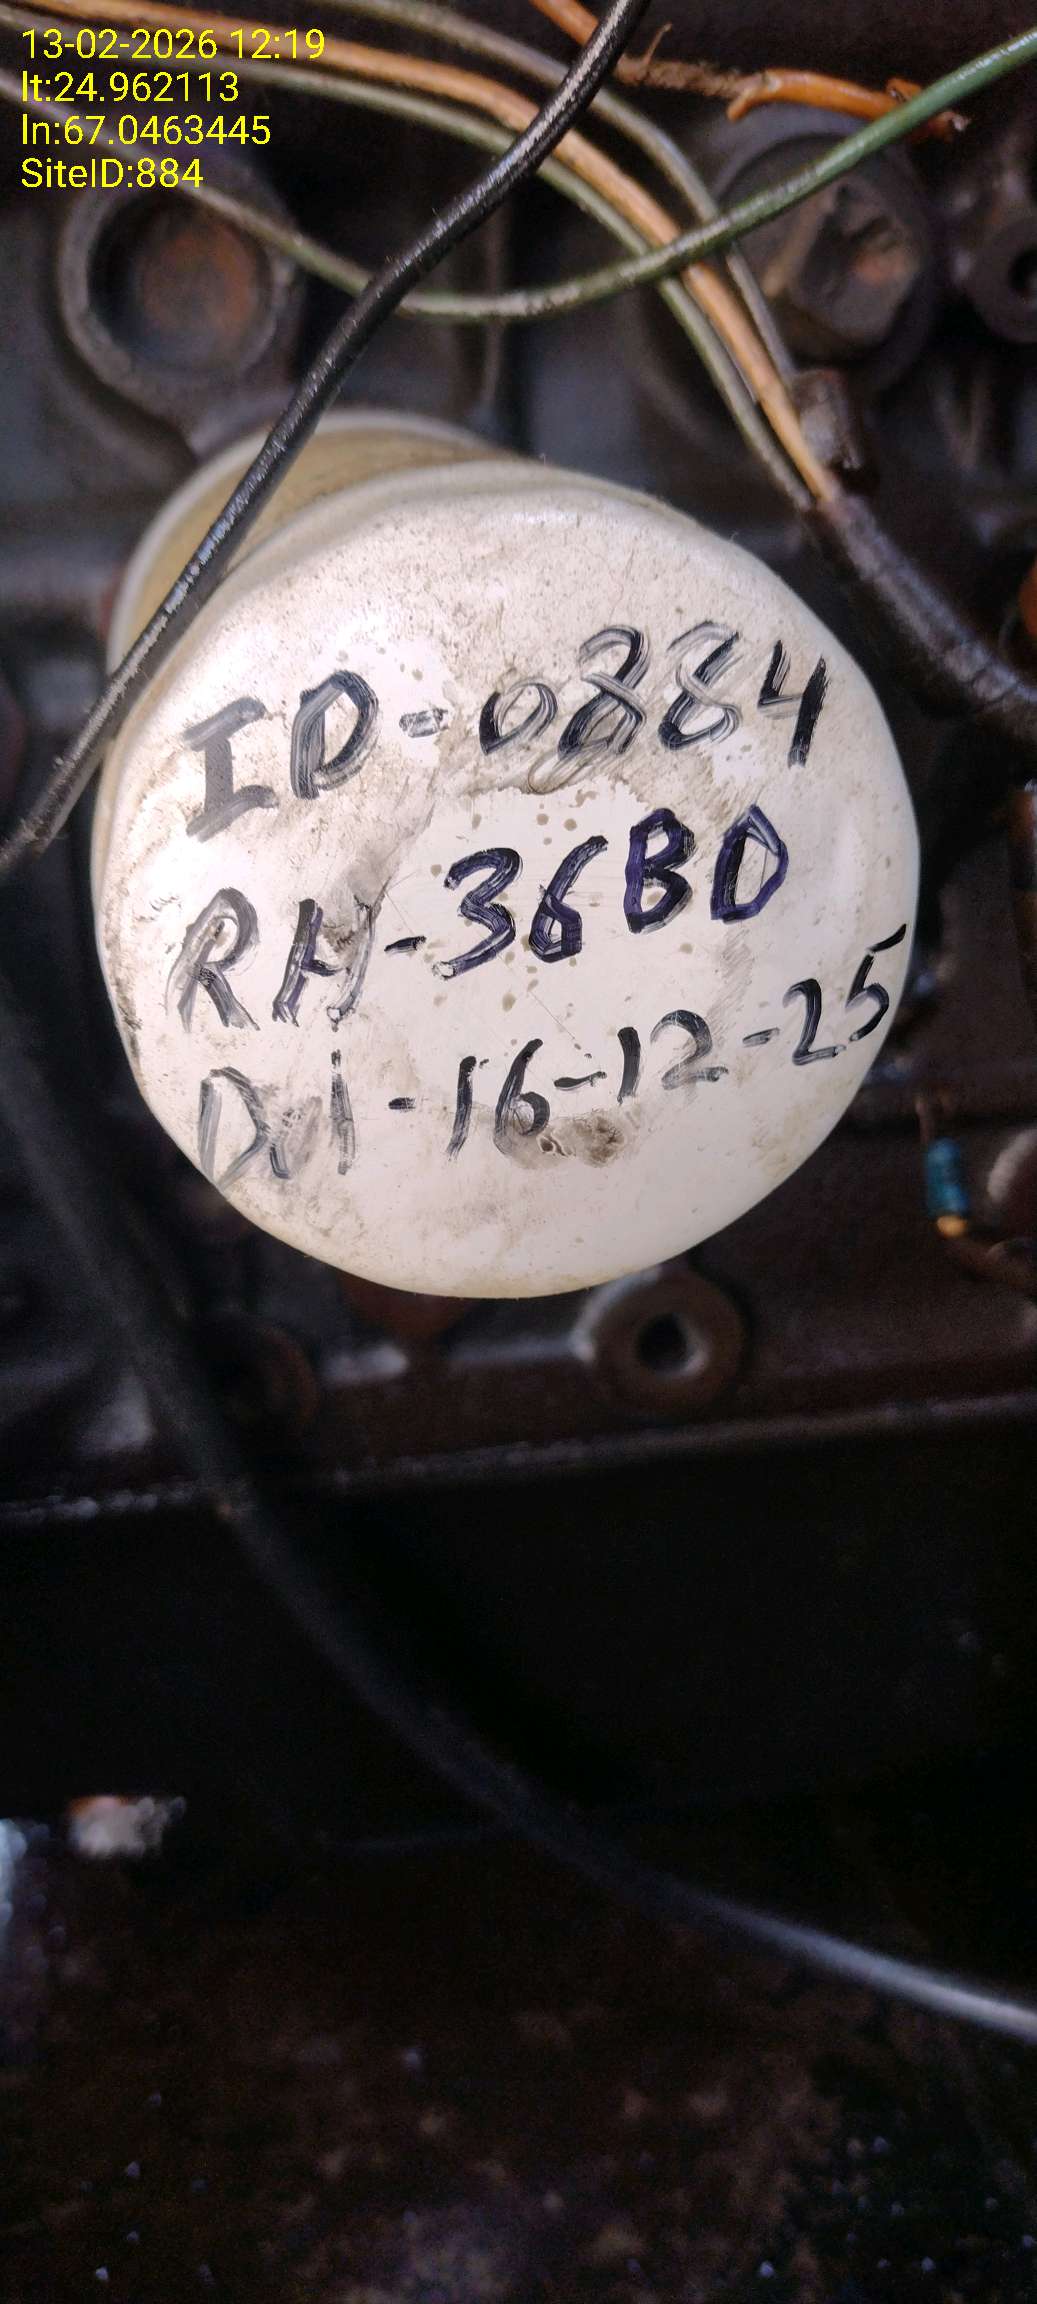 13-02-2026 12:19
lt:24.962113
ln:67.0463445
SiteID:884
ID-0884
RH-36BD
D01-16-12-25